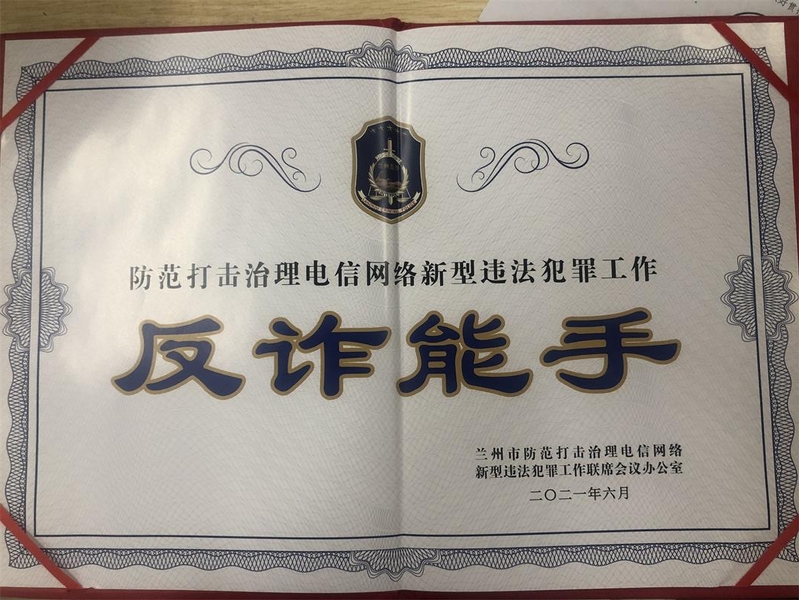 防范打击治理电信网络新型违法犯罪工作
反诈能手
兰州市防范打击治理电信网络
新型违法犯罪工作联席会议办公室
二〇二一年六月